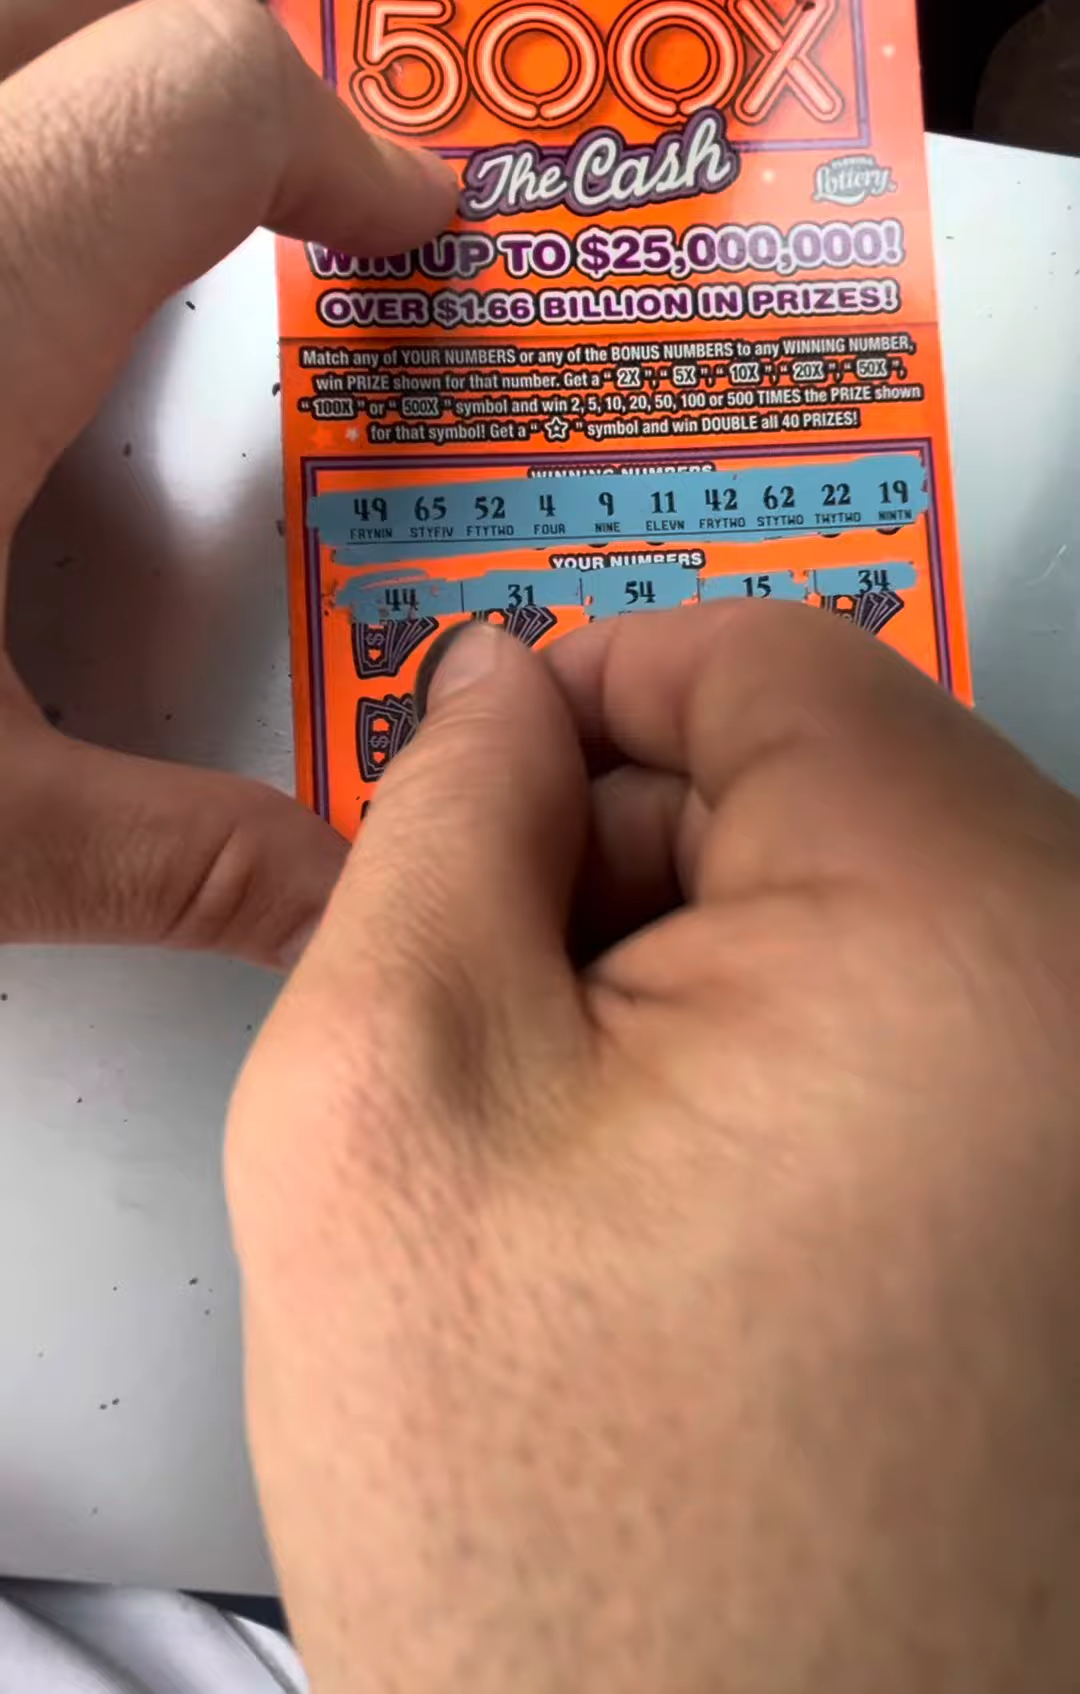 500X
The Cash
FLORIDA
Lottery
WIN UP TO $25,000,000!
OVER $1.66 BILLION IN PRIZES!
Match any of YOUR NUMBERS or any of the BONUS NUMBERS to any WINNING NUMBER,
win PRIZE shown for that number. Get a "2X", "5X", "10X", "20X", "50X",
"100X" or "500X" symbol and win 2, 5, 10, 20, 50, 100 or 500 TIMES the PRIZE shown
for that symbol! Get a "☆" symbol and win DOUBLE all 40 PRIZES!
WINNING NUMBERS
49 65 52 4 9 11 42 62 22 19
FRYNIN STYFIV FTYTWO FOUR NINE ELEVN FRYTWO STYTWO TWYTWO NINTN
YOUR NUMBERS
44 31 54 15 34